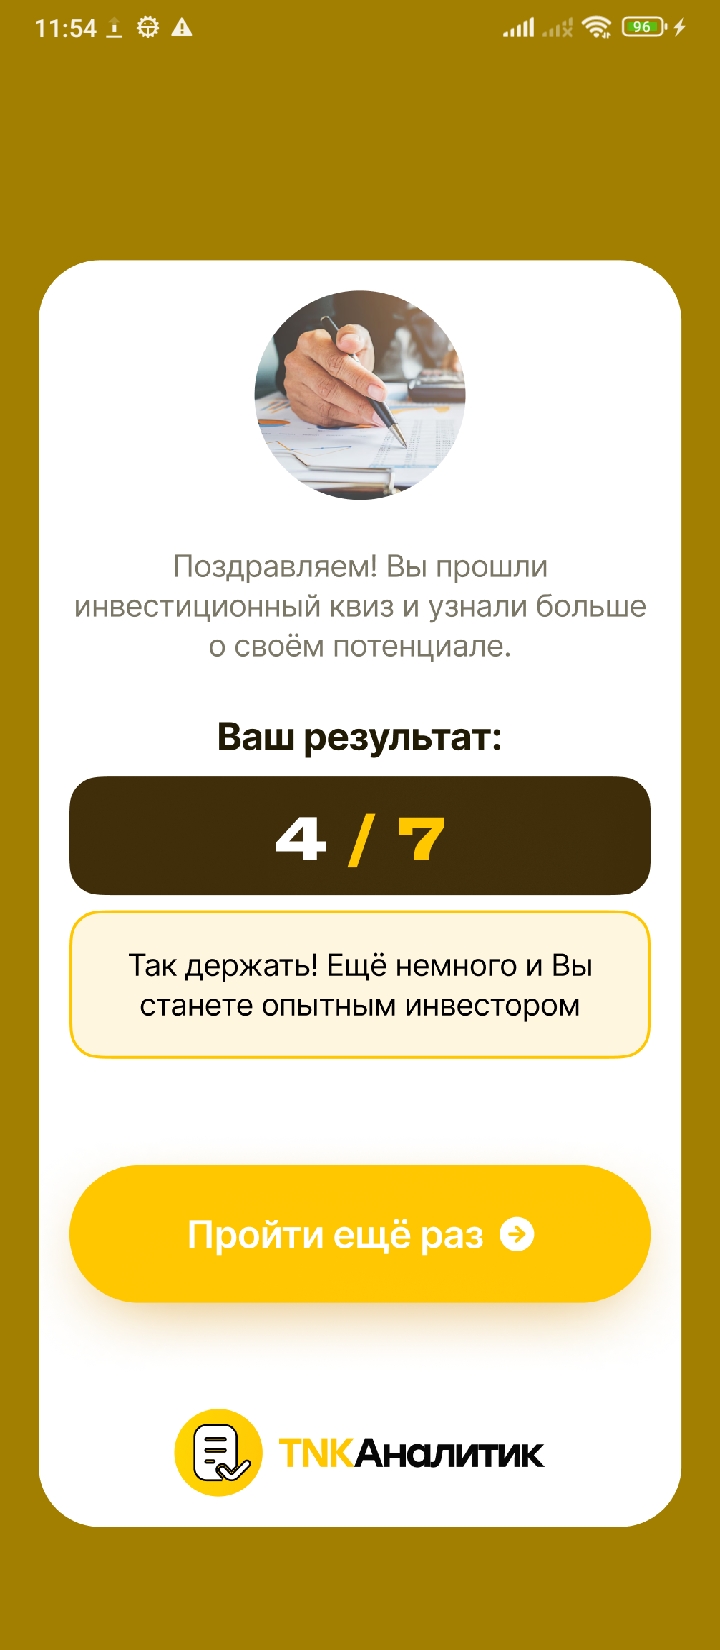 11:54
96
Поздравляем! Вы прошли
инвестиционный квиз и узнали больше
о своём потенциале.
Ваш результат:
4 / 7
Так держать! Ещё немного и Вы
станете опытным инвестором
Пройти ещё раз
TNKАналитик